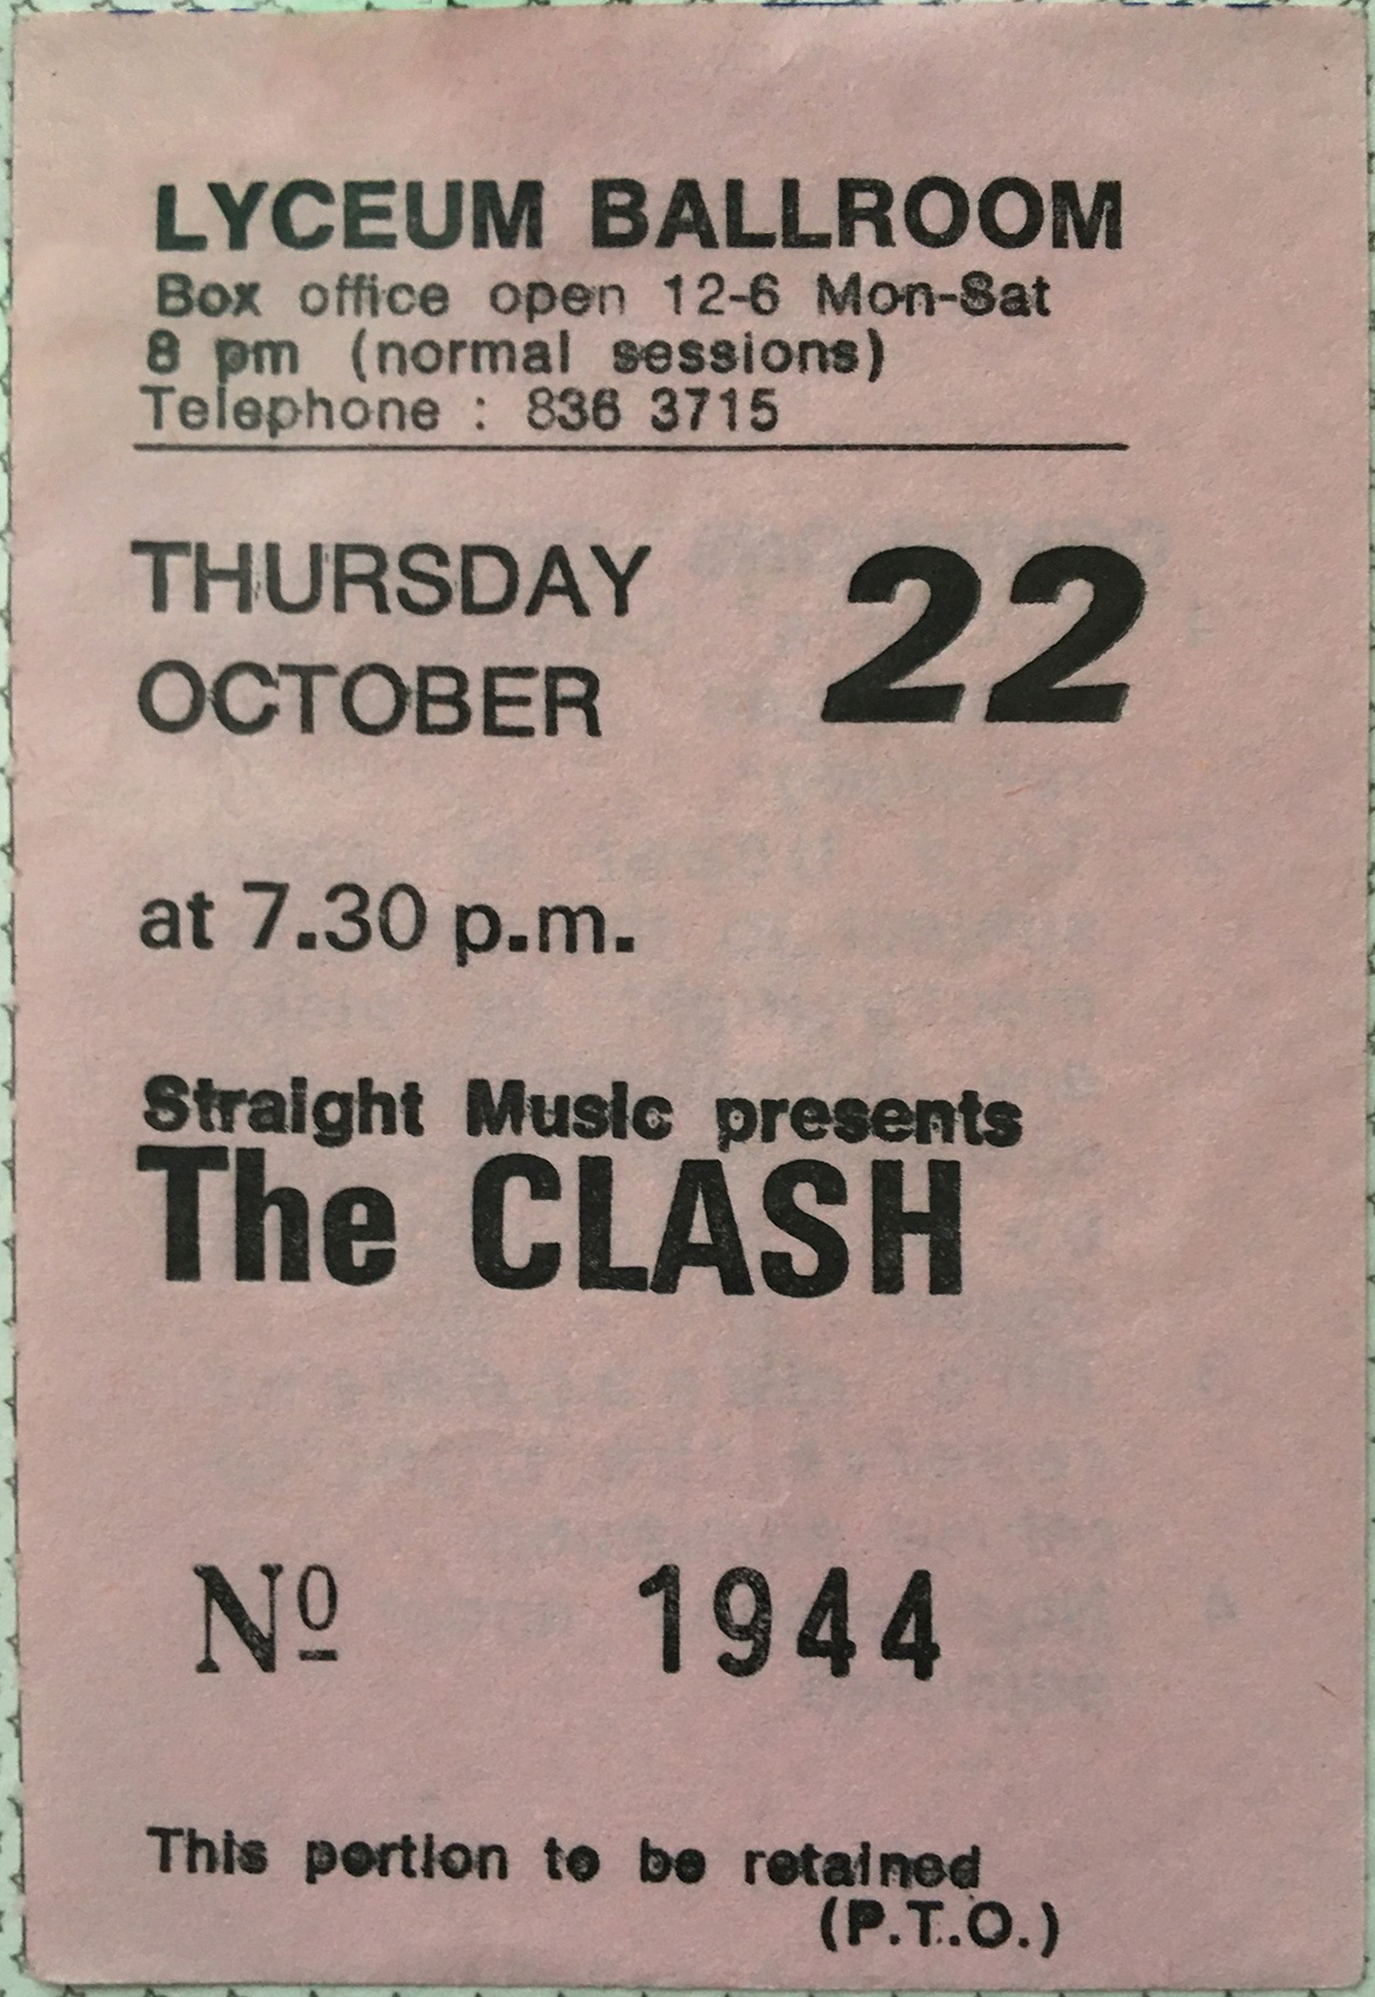 LYCEUM BALLROOM
Box office open 12-6 Mon-Sat
8 pm (normal sessions)
Telephone : 836 3715
THURSDAY 22
OCTOBER
at 7.30 p.m.
Straight Music presents
The CLASH
Nº 1944
This portion to be retained
(P.T.O.)